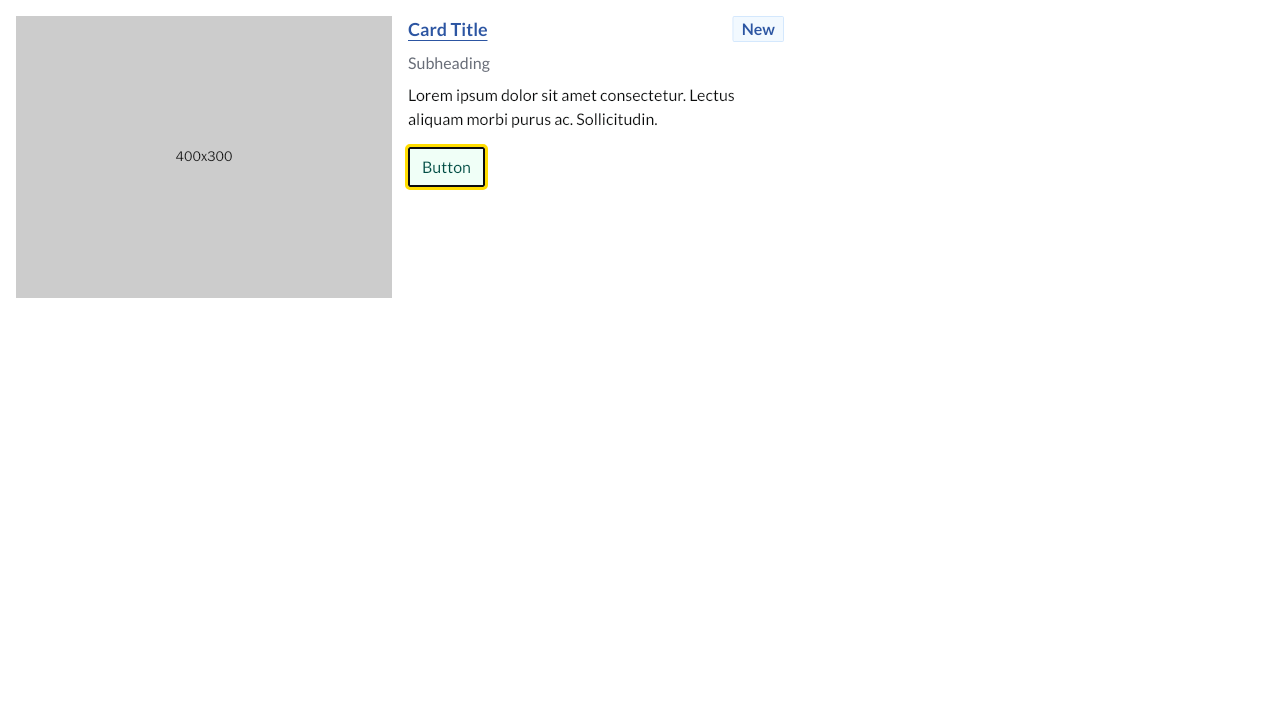 400x300
Card Title
New
Subheading
Lorem ipsum dolor sit amet consectetur. Lectus
aliquam morbi purus ac. Sollicitudin.
Button